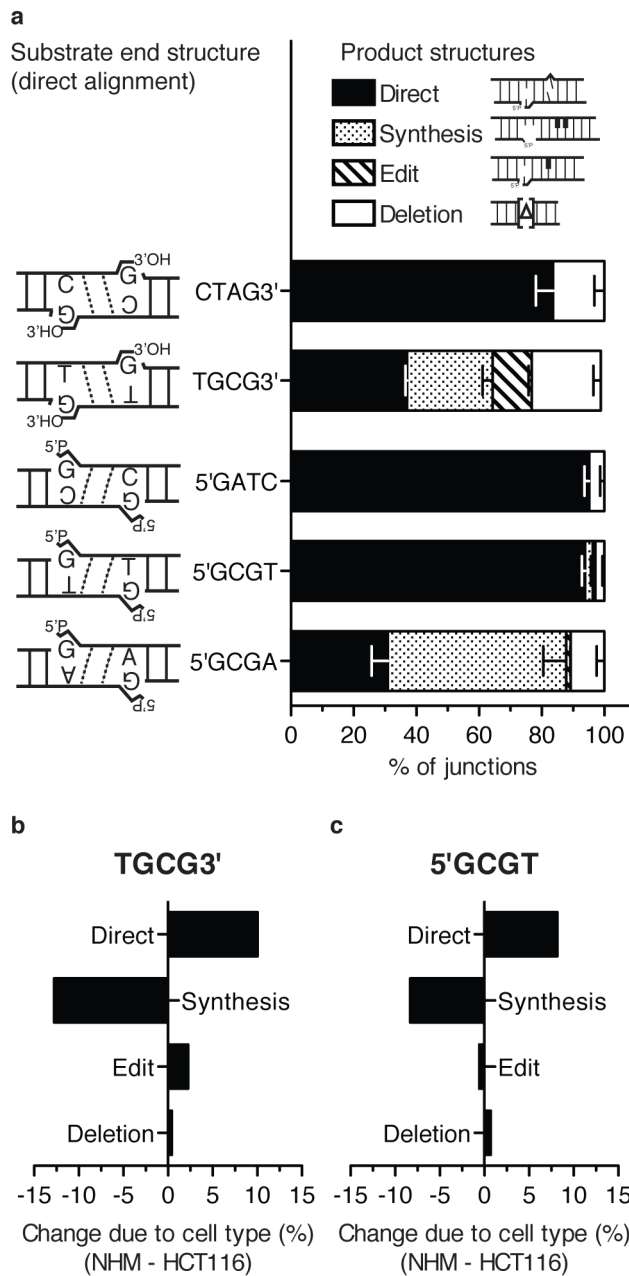 a
Substrate end structure
(direct alignment)
Product structures
Direct
5'P
Synthesis
5'P
Edit
5'P
Deletion
Δ
3'OH
C G
G C
3'HO
CTAG3'
3'OH
T G
G T
3'HO
TGCG3'
5'P
G C
C G
5'P
5'GATC
5'P
G T
T G
5'P
5'GCGT
5'P
G A
A G
5'P
5'GCGA
0 20 40 60 80 100
% of junctions
b
TGCG3'
Direct
Synthesis
Edit
Deletion
-15 -10 -5 0 5 10 15
Change due to cell type (%)
(NHM - HCT116)
c
5'GCGT
Direct
Synthesis
Edit
Deletion
-15 -10 -5 0 5 10 15
Change due to cell type (%)
(NHM - HCT116)